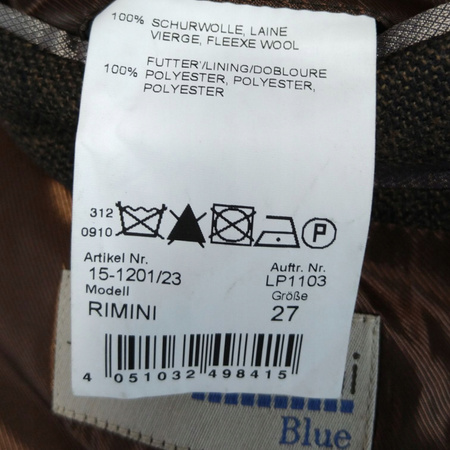 100% SCHURWOLLE, LAINE
VIERGE, FLEEXE WOOL
FUTTER'/LINING/DOBLOURE
100% POLYESTER, POLYESTER,
POLYESTER
312
0910
P
Artikel Nr.
15-1201/23
Auftr. Nr.
LP1103
Modell
RIMINI
Größe
27
4 051032 498415
Blue